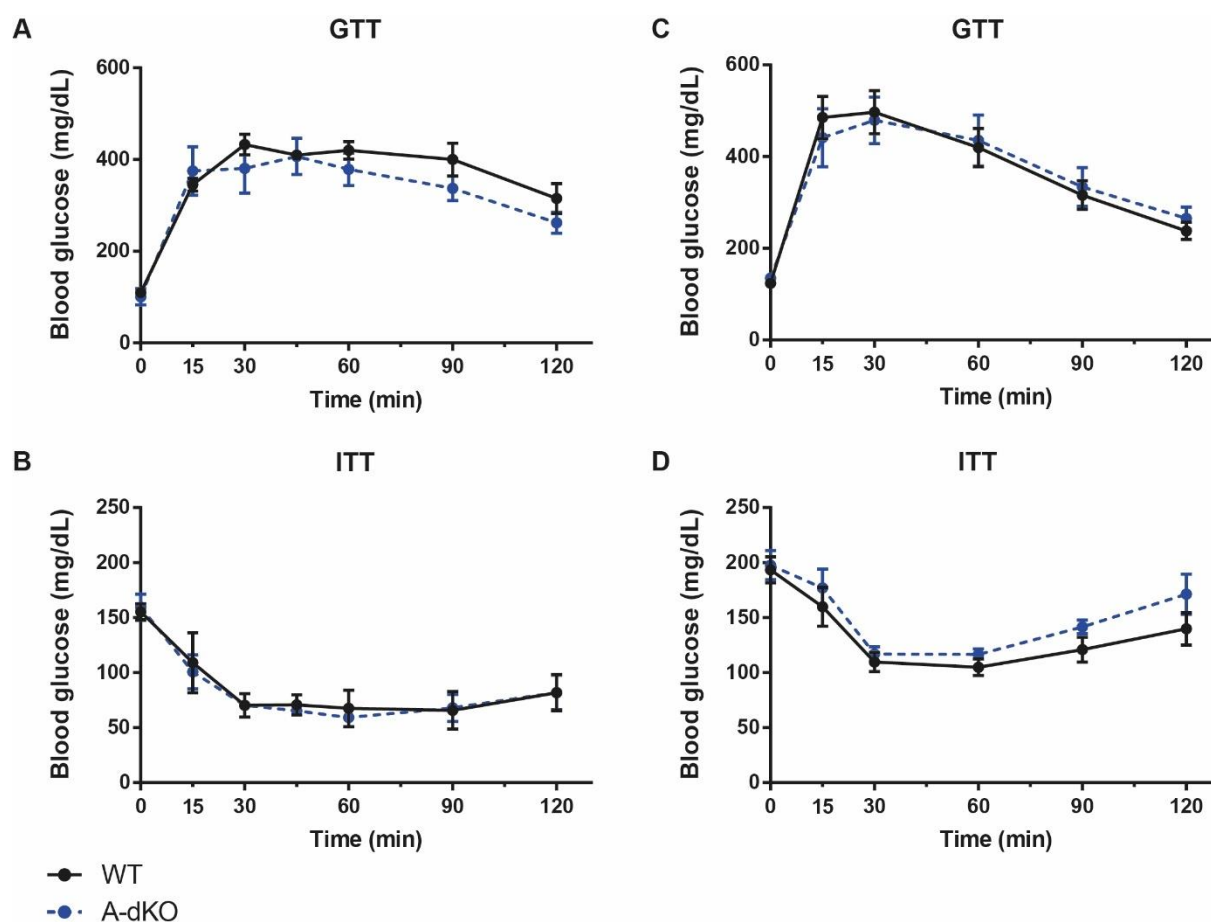 A
GTT
Blood glucose (mg/dL)
600
400
200
0
0 15 30 60 90 120
Time (min)
C
GTT
Blood glucose (mg/dL)
600
400
200
0
0 15 30 60 90 120
Time (min)
B
ITT
Blood glucose (mg/dL)
250
200
150
100
50
0
0 15 30 60 90 120
Time (min)
D
ITT
Blood glucose (mg/dL)
250
200
150
100
50
0
0 15 30 60 90 120
Time (min)
WT
A-dKO